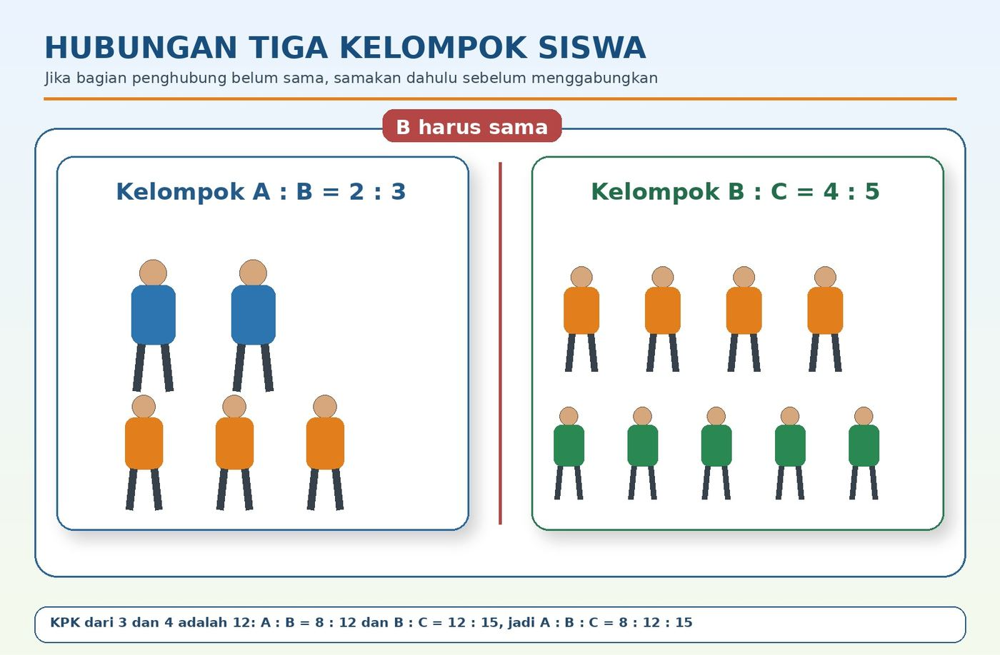 HUBUNGAN TIGA KELOMPOK SISWA
Jika bagian penghubung belum sama, samakan dahulu sebelum menggabungkan
B harus sama
Kelompok A : B = 2 : 3
Kelompok B : C = 4 : 5
KPK dari 3 dan 4 adalah 12: A : B = 8 : 12 dan B : C = 12 : 15, jadi A : B : C = 8 : 12 : 15